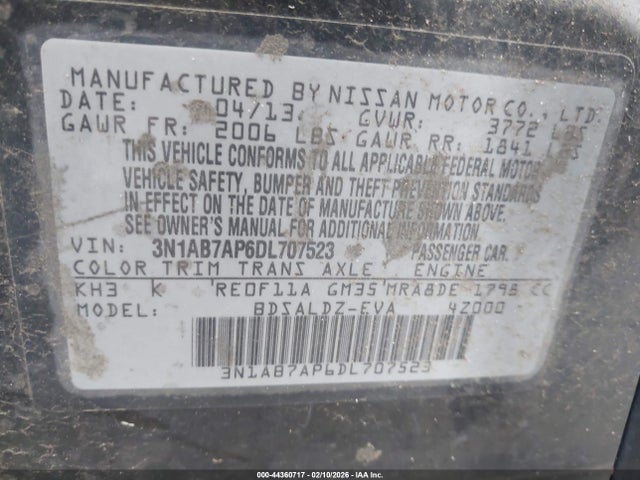 MANUFACTURED BY NISSAN MOTOR CO., LTD.
DATE: 04/13 GVWR: 3772 LBS
GAWR FR: 2006 LBS GAWR RR: 1841 LBS
THIS VEHICLE CONFORMS TO ALL APPLICABLE FEDERAL MOTOR
VEHICLE SAFETY, BUMPER AND THEFT PREVENTION STANDARDS
IN EFFECT ON THE DATE OF MANUFACTURE SHOWN ABOVE.
SEE OWNER'S MANUAL FOR ADDITIONAL INFORMATION.
VIN: 3N1AB7AP6DL707523 PASSENGER CAR
COLOR TRIM TRANS AXLE ENGINE
KH3 K RE0F11A GM35 MRA8DE 1798 CC
MODEL: BDSALDZ-EVA 4Z000
3N1AB7AP6DL707523
000-44360717 - 02/10/2026 - IAA Inc.